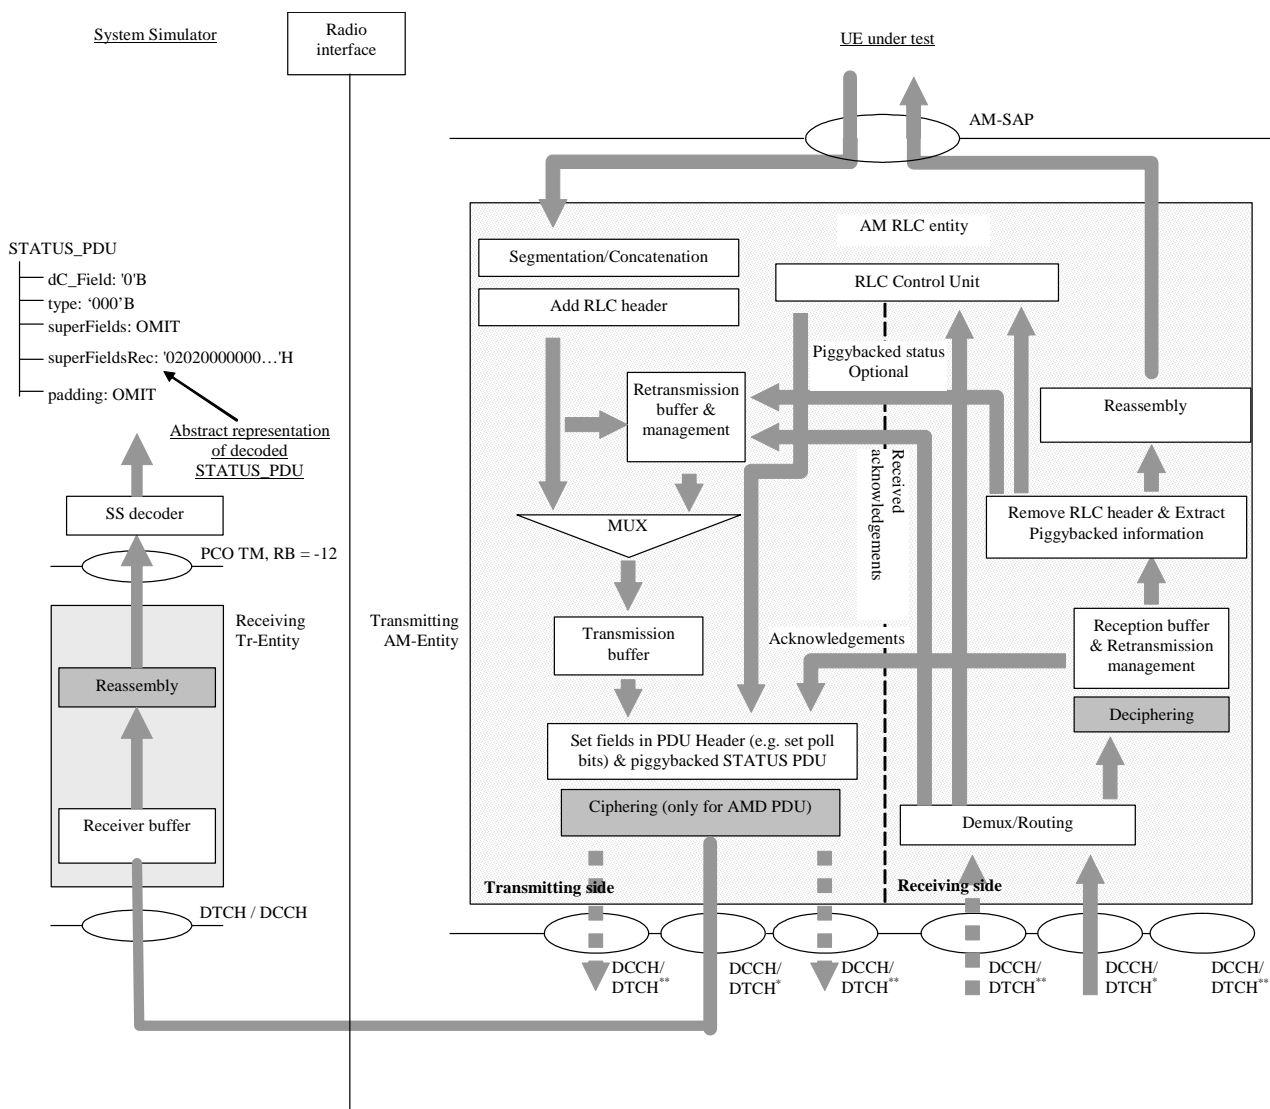 System Simulator
Radio
interface
UE under test
AM-SAP
AM RLC entity
STATUS_PDU
dC_Field: '0'B
type: ‘000’B
superFields: OMIT
superFieldsRec: '02020000000…'H
padding: OMIT
Abstract representation
of decoded
STATUS_PDU
SS decoder
PCO TM, RB = -12
Receiving
Tr-Entity
Reassembly
Receiver buffer
DTCH / DCCH
Transmitting
AM-Entity
Segmentation/Concatenation
Add RLC header
RLC Control Unit
Piggybacked status
Optional
Retransmission
buffer &
management
Reassembly
Received
acknowledgements
MUX
Remove RLC header & Extract
Piggybacked information
Transmission
buffer
Acknowledgements
Reception buffer
& Retransmission
management
Deciphering
Set fields in PDU Header (e.g. set poll
bits) & piggybacked STATUS PDU
Ciphering (only for AMD PDU)
Demux/Routing
Transmitting side
Receiving side
DCCH/
DTCH**
DCCH/
DTCH*
DCCH/
DTCH**
DCCH/
DTCH**
DCCH/
DTCH*
DCCH/
DTCH**